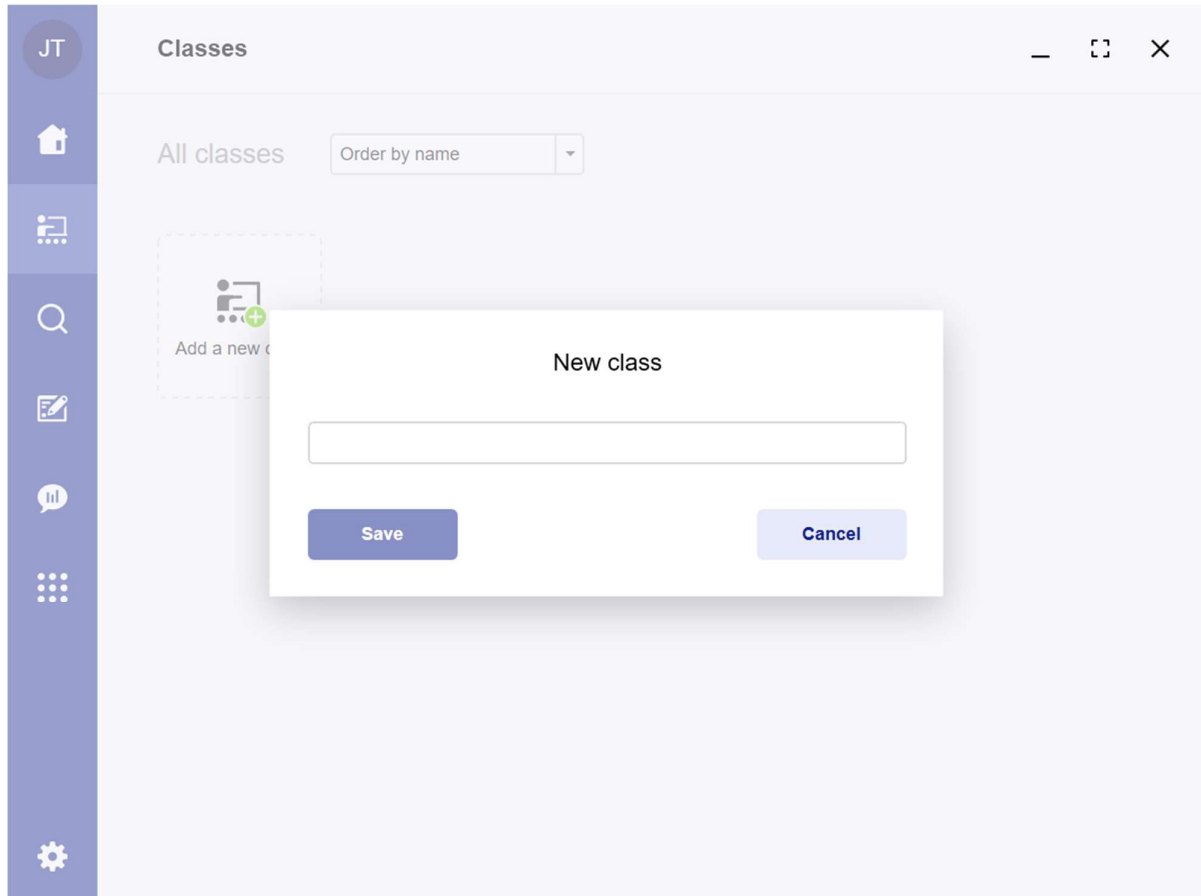 JT
Classes
All classes
Order by name
Add a new
New class
Save
Cancel